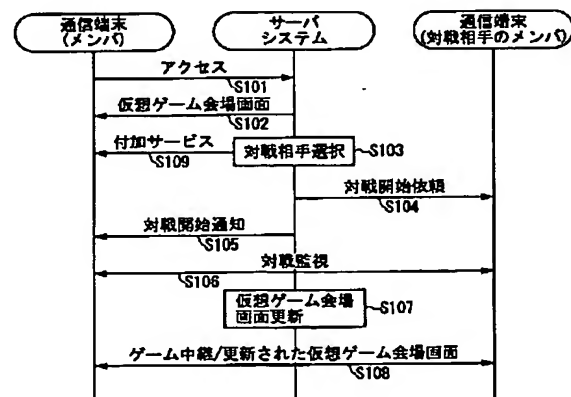 通信端末
(メンバ)
サーバ
システム
通信端末
(対戦相手のメンバ)
アクセス
S101
仮想ゲーム会場画面
S102
付加サービス
S109
対戦相手選択
S103
対戦開始依頼
S104
対戦開始通知
S105
対戦監視
S106
仮想ゲーム会場
画面更新
S107
ゲーム中継/更新された仮想ゲーム会場画面
S108